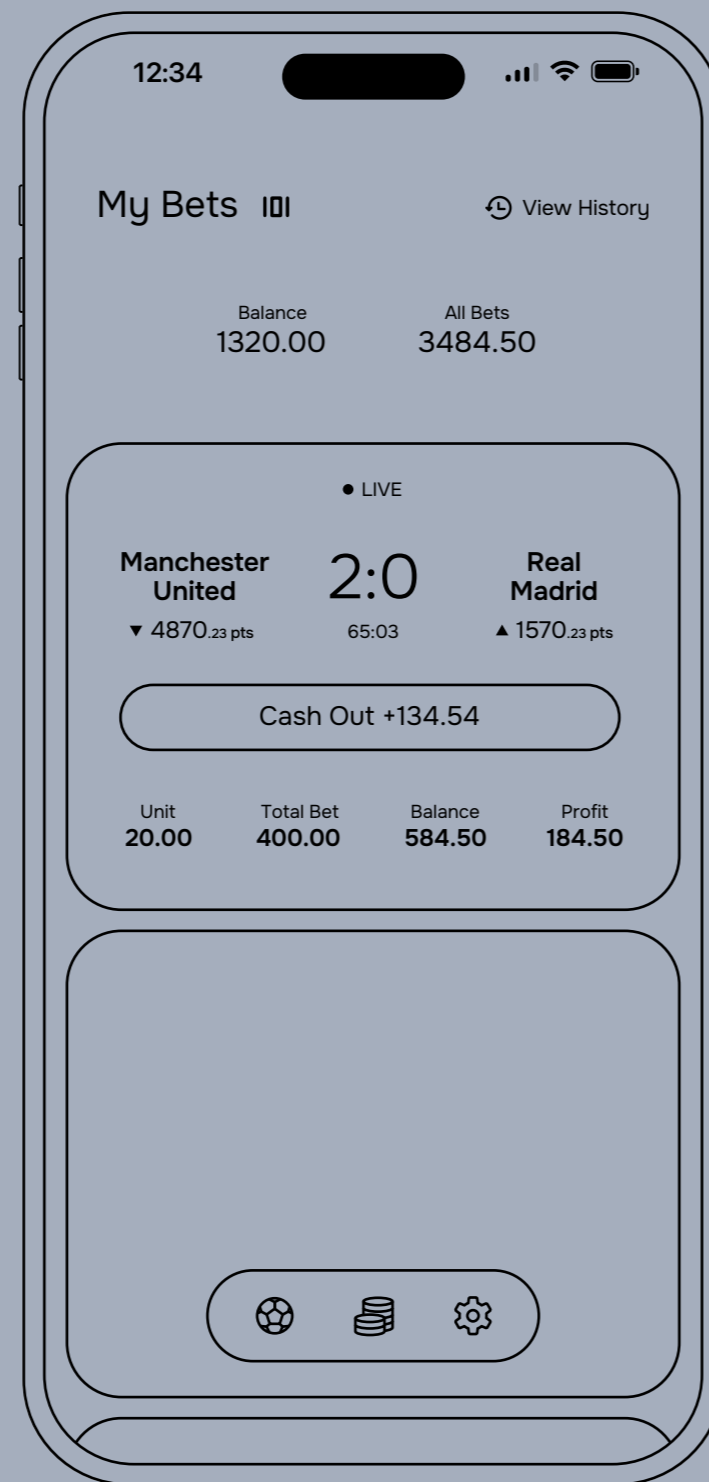 12:34
My Bets
View History
Balance
1320.00
All Bets
3484.50
LIVE
Manchester
United
2:0
Real
Madrid
▼ 4870.23 pts
65:03
▲ 1570.23 pts
Cash Out +134.54
Unit
20.00
Total Bet
400.00
Balance
584.50
Profit
184.50